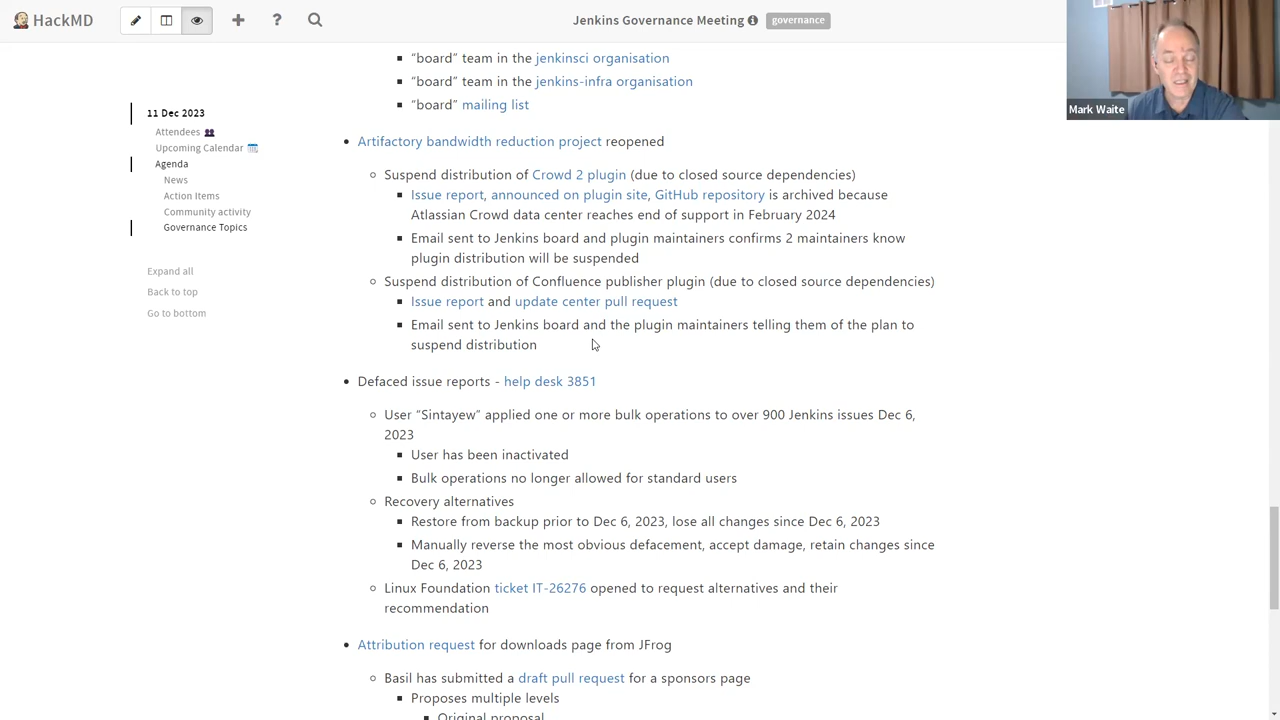 HackMD
Jenkins Governance Meeting
governance
Mark Waite
11 Dec 2023
Attendees
Upcoming Calendar
Agenda
News
Action Items
Community activity
Governance Topics
Expand all
Back to top
Go to bottom
"board" team in the jenkinsci organisation
"board" team in the jenkins-infra organisation
"board" mailing list
Artifactory bandwidth reduction project reopened
Suspend distribution of Crowd 2 plugin (due to closed source dependencies)
Issue report, announced on plugin site, GitHub repository is archived because
Atlassian Crowd data center reaches end of support in February 2024
Email sent to Jenkins board and plugin maintainers confirms 2 maintainers know
plugin distribution will be suspended
Suspend distribution of Confluence publisher plugin (due to closed source dependencies)
Issue report and update center pull request
Email sent to Jenkins board and the plugin maintainers telling them of the plan to
suspend distribution
Defaced issue reports - help desk 3851
User “Sintayew” applied one or more bulk operations to over 900 Jenkins issues Dec 6,
2023
User has been inactivated
Bulk operations no longer allowed for standard users
Recovery alternatives
Restore from backup prior to Dec 6, 2023, lose all changes since Dec 6, 2023
Manually reverse the most obvious defacement, accept damage, retain changes since
Dec 6, 2023
Linux Foundation ticket IT-26276 opened to request alternatives and their
recommendation
Attribution request for downloads page from JFrog
Basil has submitted a draft pull request for a sponsors page
Proposes multiple levels
Original proposal